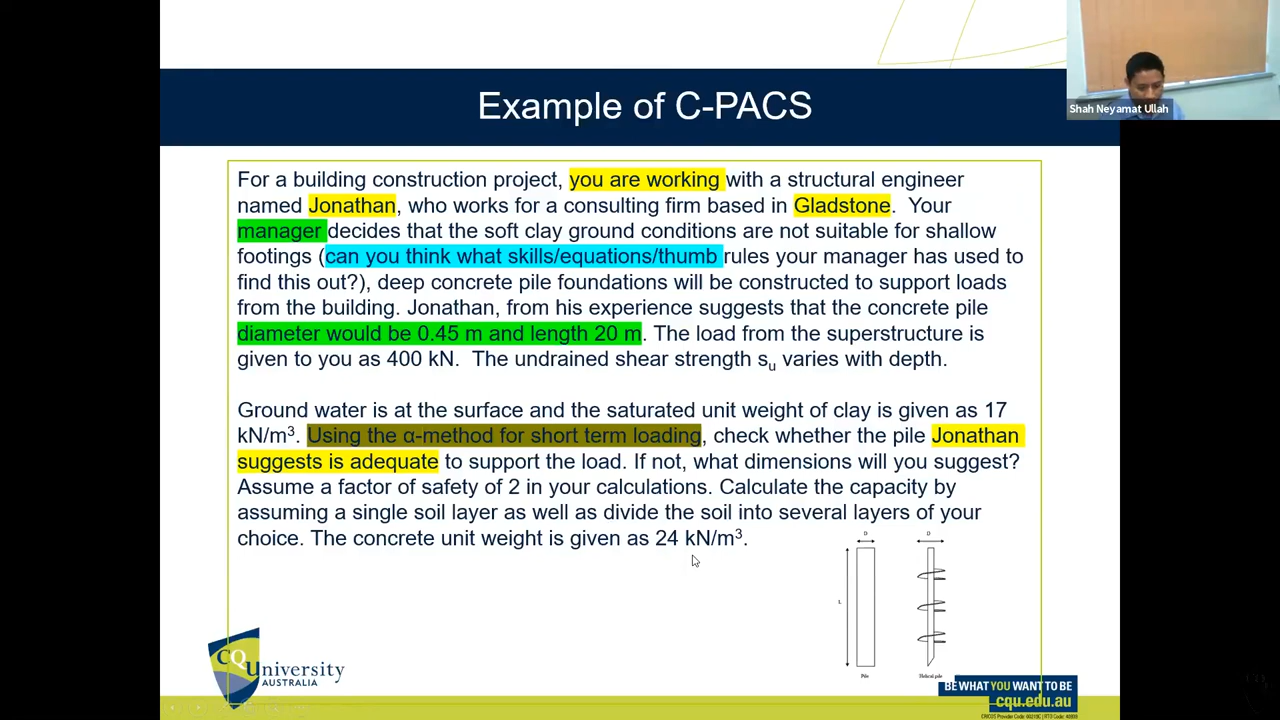 Example of C-PACS
Shah Neyamat Ullah
For a building construction project, you are working with a structural engineer
named Jonathan, who works for a consulting firm based in Gladstone. Your
manager decides that the soft clay ground conditions are not suitable for shallow
footings (can you think what skills/equations/thumb rules your manager has used to
find this out?), deep concrete pile foundations will be constructed to support loads
from the building. Jonathan, from his experience suggests that the concrete pile
diameter would be 0.45 m and length 20 m. The load from the superstructure is
given to you as 400 kN. The undrained shear strength su varies with depth.
Ground water is at the surface and the saturated unit weight of clay is given as 17
kN/m³. Using the α-method for short term loading, check whether the pile Jonathan
suggests is adequate to support the load. If not, what dimensions will you suggest?
Assume a factor of safety of 2 in your calculations. Calculate the capacity by
assuming a single soil layer as well as divide the soil into several layers of your
choice. The concrete unit weight is given as 24 kN/m³.
D
D
L
Pile
Helical pile
CQUniversity
AUSTRALIA
BE WHAT YOU WANT TO BE
cqu.edu.au